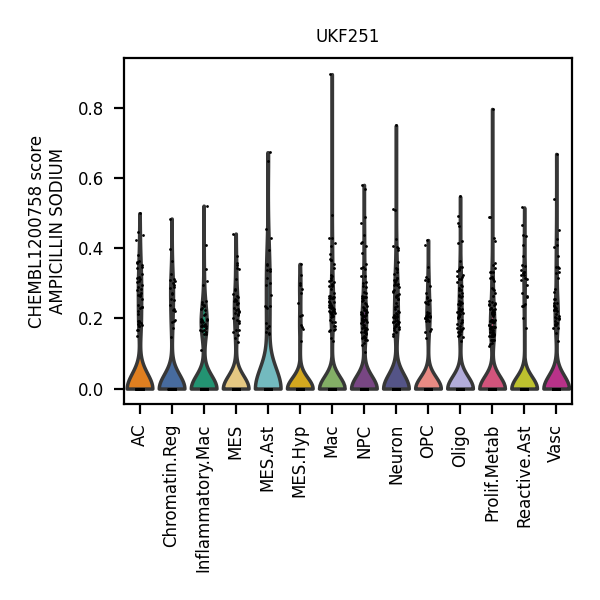 UKF251
CHEMBL1200758 score
AMPICILLIN SODIUM
0.8
0.6
0.4
0.2
0.0
AC
Chromatin.Reg
Inflammatory.Mac
MES
MES.Ast
MES.Hyp
Mac
NPC
Neuron
OPC
Oligo
Prolif.Metab
Reactive.Ast
Vasc